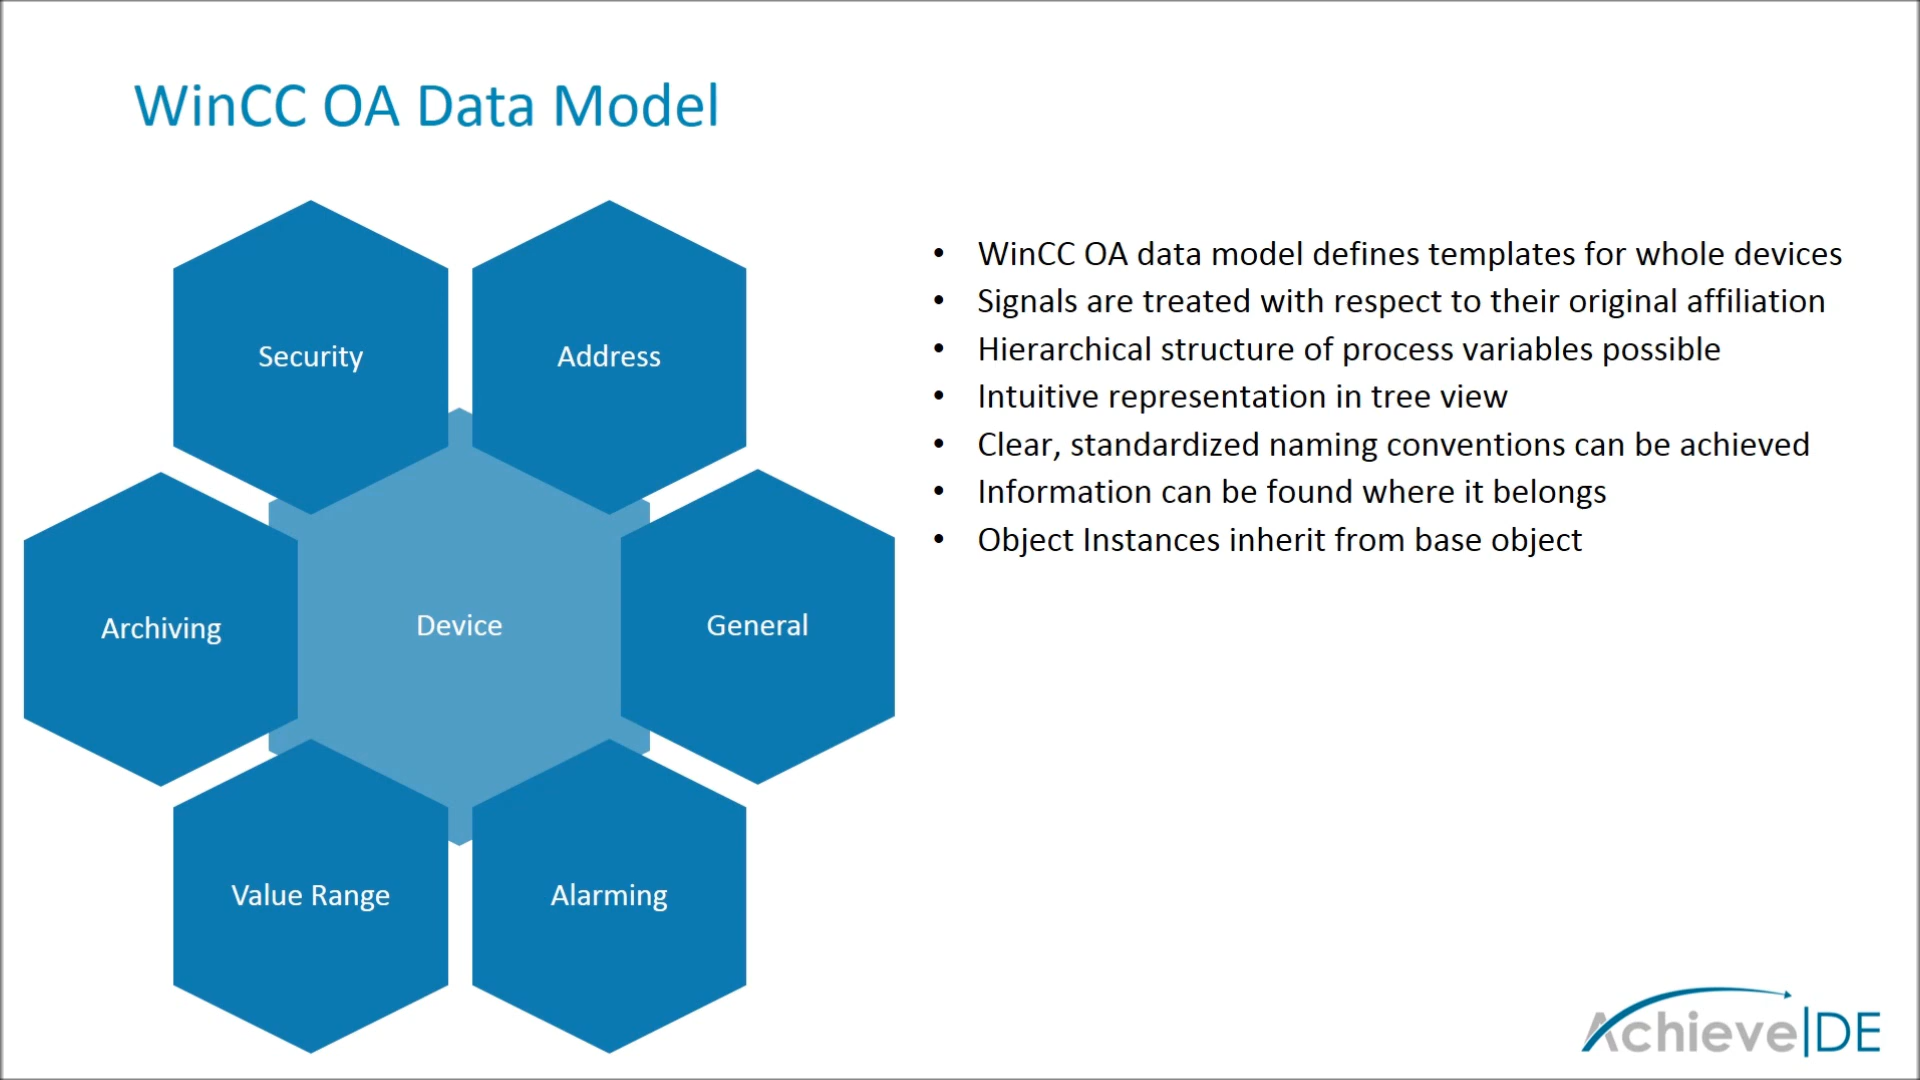 WinCC OA Data Model
Security
Address
Archiving
Device
General
Value Range
Alarming
• WinCC OA data model defines templates for whole devices
• Signals are treated with respect to their original affiliation
• Hierarchical structure of process variables possible
• Intuitive representation in tree view
• Clear, standardized naming conventions can be achieved
• Information can be found where it belongs
• Object Instances inherit from base object
Achieve|DE